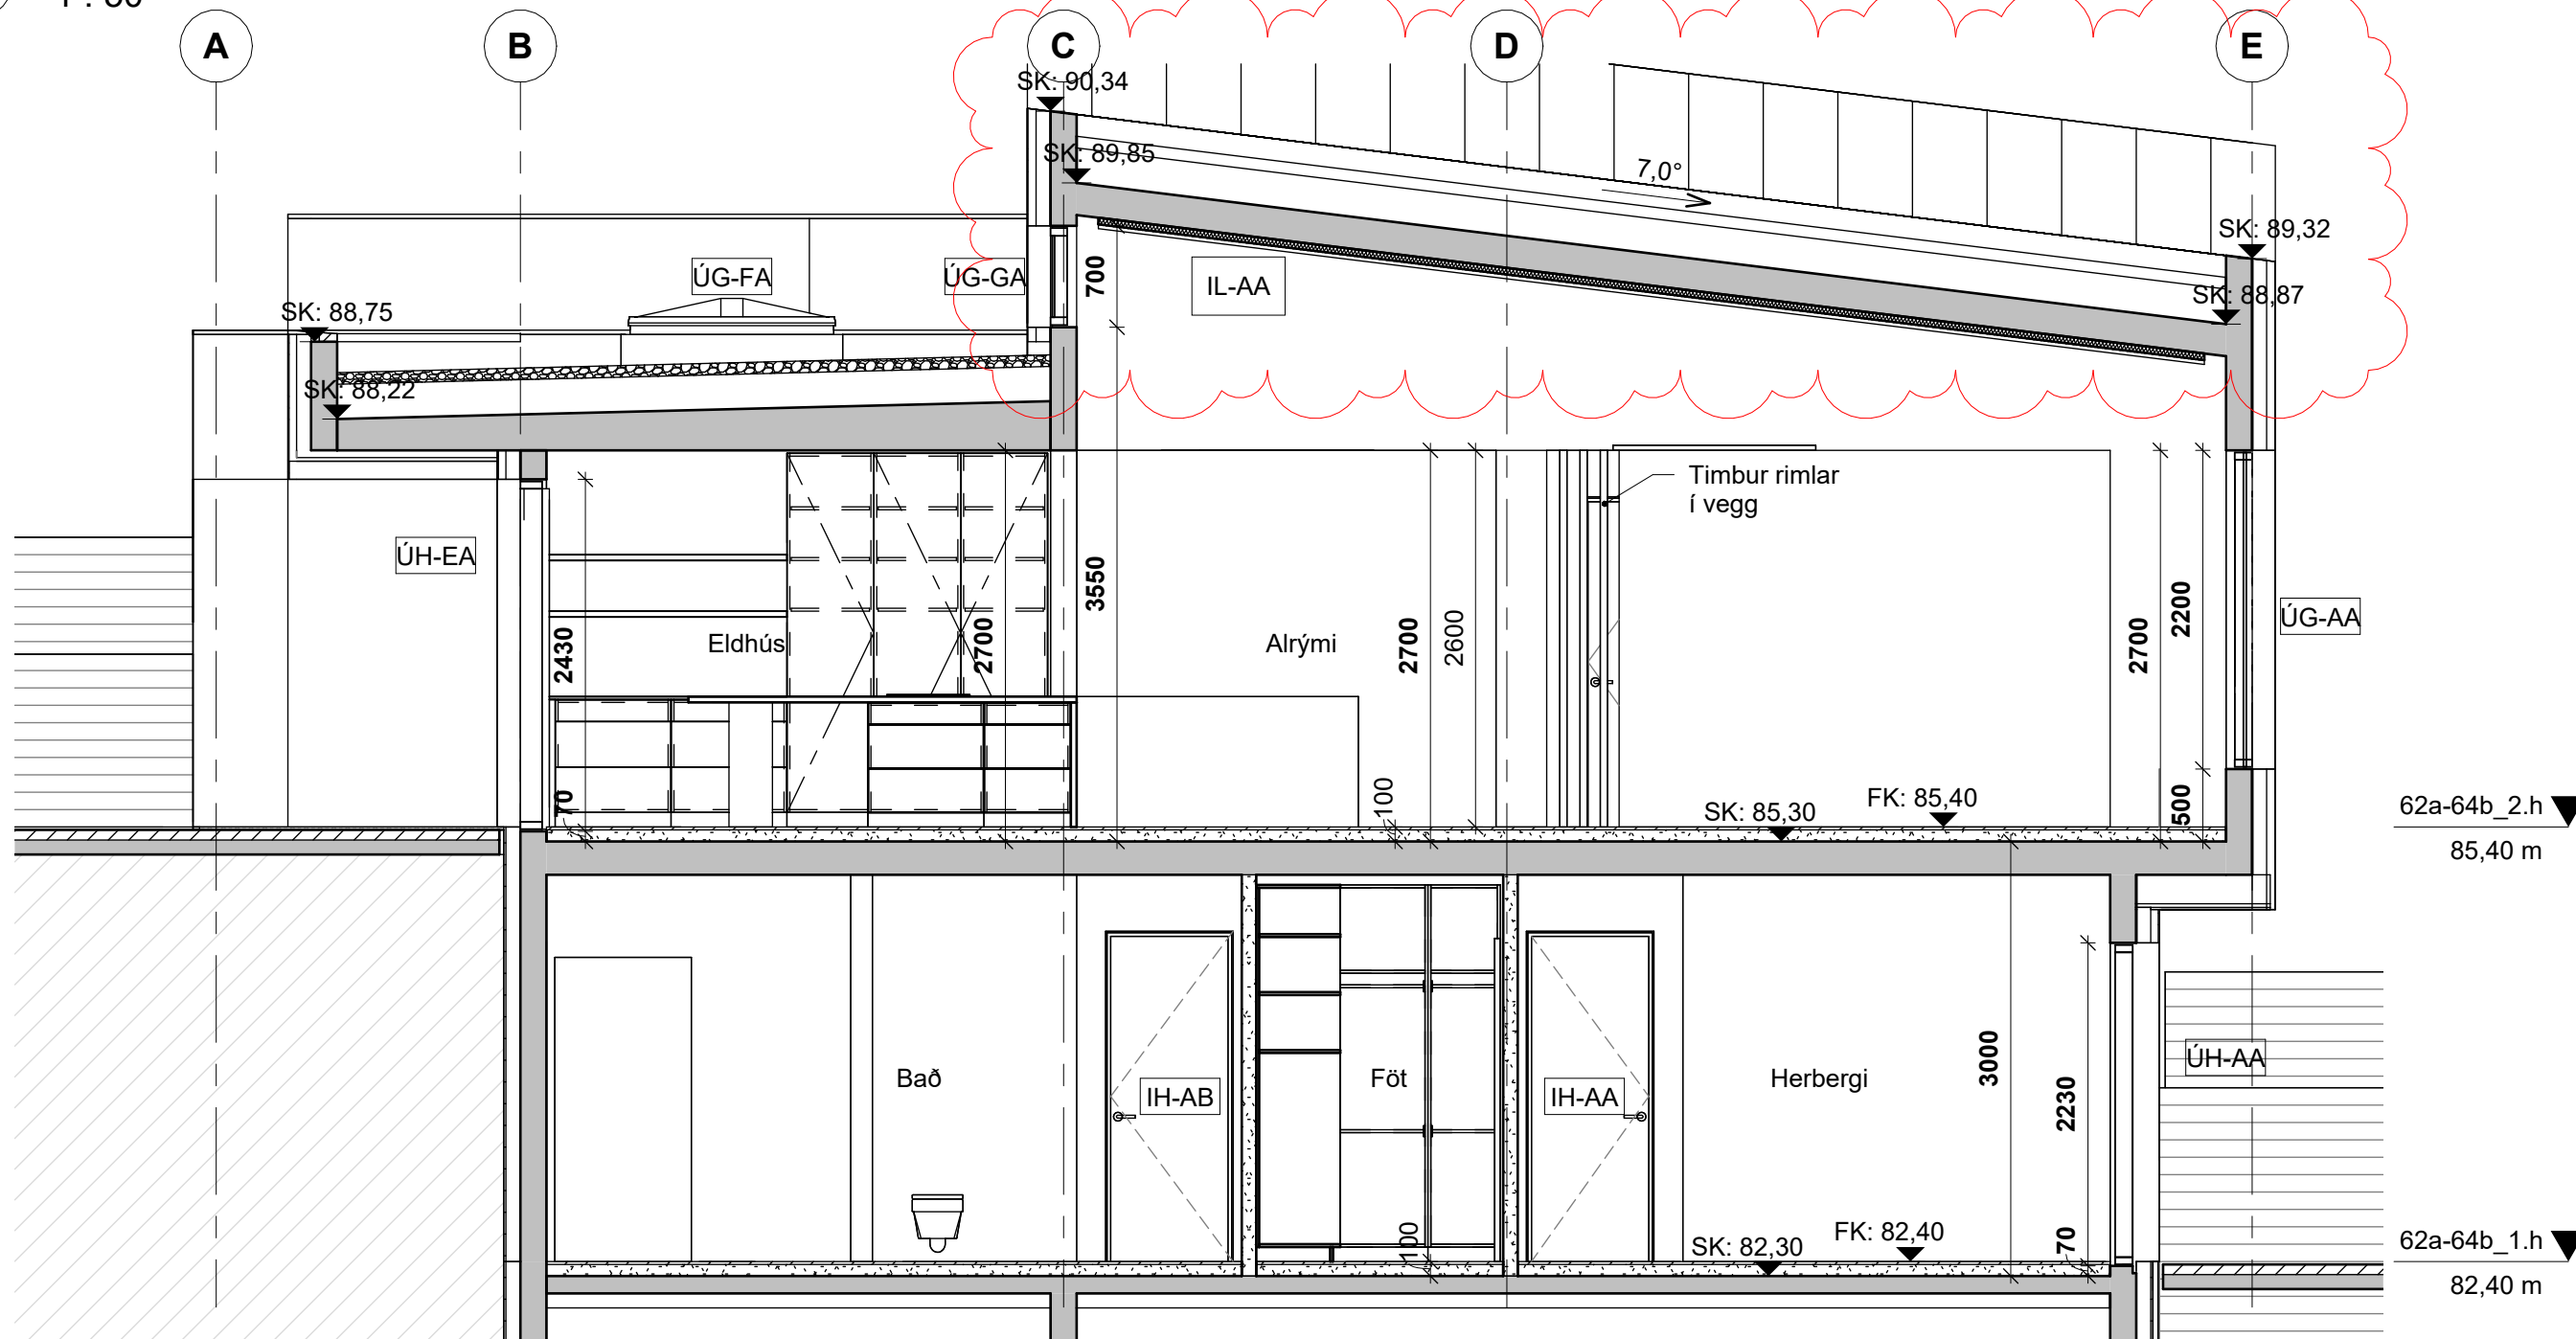 A
B
C
D
E
SK: 90,34
SK: 89,85
7,0°
SK: 89,32
SK: 88,87
ÚG-FA
ÚG-GA
700
IL-AA
SK: 88,75
SK: 88,22
Timbur rimlar
í vegg
ÚH-EA
2430
Eldhús
2700
3550
Alrými
2700
2600
2700
2200
ÚG-AA
70
100
SK: 85,30
FK: 85,40
500
62a-64b_2.h
85,40 m
Bað
IH-AB
Föt
IH-AA
Herbergi
3000
2230
ÚH-AA
100
SK: 82,30
FK: 82,40
70
62a-64b_1.h
82,40 m